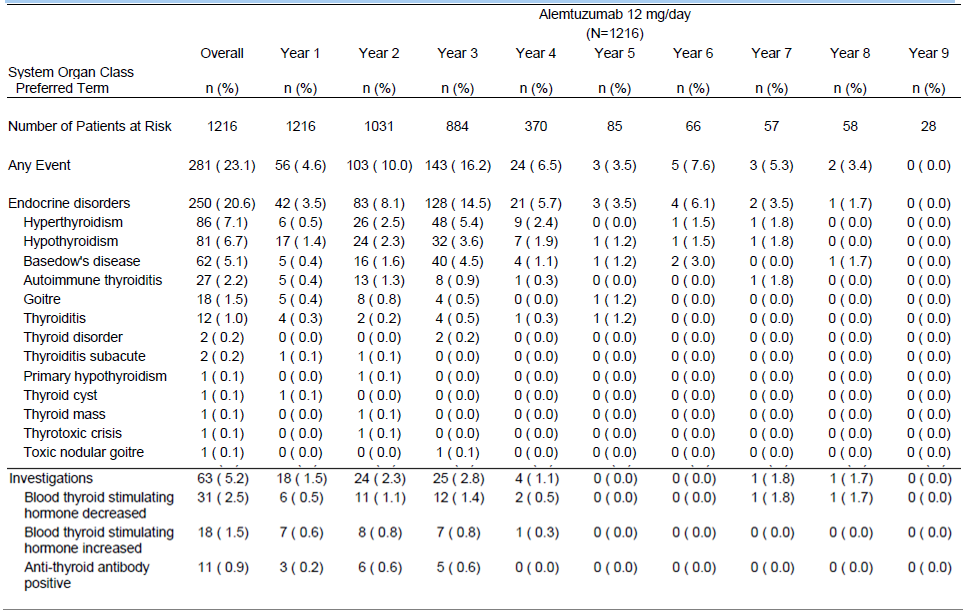 Alemtuzumab 12 mg/day
(N=1216)
Overall Year 1 Year 2 Year 3 Year 4 Year 5 Year 6 Year 7 Year 8 Year 9
System Organ Class
Preferred Term n (%) n (%) n (%) n (%) n (%) n (%) n (%) n (%) n (%) n (%)
Number of Patients at Risk 1216 1216 1031 884 370 85 66 57 58 28
Any Event 281 ( 23.1) 56 ( 4.6) 103 ( 10.0) 143 ( 16.2) 24 ( 6.5) 3 ( 3.5) 5 ( 7.6) 3 ( 5.3) 2 ( 3.4) 0 ( 0.0)
Endocrine disorders 250 ( 20.6) 42 ( 3.5) 83 ( 8.1) 128 ( 14.5) 21 ( 5.7) 3 ( 3.5) 4 ( 6.1) 2 ( 3.5) 1 ( 1.7) 0 ( 0.0)
Hyperthyroidism 86 ( 7.1) 6 ( 0.5) 26 ( 2.5) 48 ( 5.4) 9 ( 2.4) 0 ( 0.0) 1 ( 1.5) 1 ( 1.8) 0 ( 0.0) 0 ( 0.0)
Hypothyroidism 81 ( 6.7) 17 ( 1.4) 24 ( 2.3) 32 ( 3.6) 7 ( 1.9) 1 ( 1.2) 1 ( 1.5) 1 ( 1.8) 0 ( 0.0) 0 ( 0.0)
Basedow's disease 62 ( 5.1) 5 ( 0.4) 16 ( 1.6) 40 ( 4.5) 4 ( 1.1) 1 ( 1.2) 2 ( 3.0) 0 ( 0.0) 1 ( 1.7) 0 ( 0.0)
Autoimmune thyroiditis 27 ( 2.2) 5 ( 0.4) 13 ( 1.3) 8 ( 0.9) 1 ( 0.3) 0 ( 0.0) 0 ( 0.0) 1 ( 1.8) 0 ( 0.0) 0 ( 0.0)
Goitre 18 ( 1.5) 5 ( 0.4) 8 ( 0.8) 4 ( 0.5) 0 ( 0.0) 1 ( 1.2) 0 ( 0.0) 0 ( 0.0) 0 ( 0.0) 0 ( 0.0)
Thyroiditis 12 ( 1.0) 4 ( 0.3) 2 ( 0.2) 4 ( 0.5) 1 ( 0.3) 1 ( 1.2) 0 ( 0.0) 0 ( 0.0) 0 ( 0.0) 0 ( 0.0)
Thyroid disorder 2 ( 0.2) 0 ( 0.0) 0 ( 0.0) 2 ( 0.2) 0 ( 0.0) 0 ( 0.0) 0 ( 0.0) 0 ( 0.0) 0 ( 0.0) 0 ( 0.0)
Thyroiditis subacute 2 ( 0.2) 1 ( 0.1) 1 ( 0.1) 0 ( 0.0) 0 ( 0.0) 0 ( 0.0) 0 ( 0.0) 0 ( 0.0) 0 ( 0.0) 0 ( 0.0)
Primary hypothyroidism 1 ( 0.1) 0 ( 0.0) 1 ( 0.1) 0 ( 0.0) 0 ( 0.0) 0 ( 0.0) 0 ( 0.0) 0 ( 0.0) 0 ( 0.0) 0 ( 0.0)
Thyroid cyst 1 ( 0.1) 1 ( 0.1) 0 ( 0.0) 0 ( 0.0) 0 ( 0.0) 0 ( 0.0) 0 ( 0.0) 0 ( 0.0) 0 ( 0.0) 0 ( 0.0)
Thyroid mass 1 ( 0.1) 0 ( 0.0) 1 ( 0.1) 0 ( 0.0) 0 ( 0.0) 0 ( 0.0) 0 ( 0.0) 0 ( 0.0) 0 ( 0.0) 0 ( 0.0)
Thyrotoxic crisis 1 ( 0.1) 0 ( 0.0) 1 ( 0.1) 0 ( 0.0) 0 ( 0.0) 0 ( 0.0) 0 ( 0.0) 0 ( 0.0) 0 ( 0.0) 0 ( 0.0)
Toxic nodular goitre 1 ( 0.1) 0 ( 0.0) 0 ( 0.0) 1 ( 0.1) 0 ( 0.0) 0 ( 0.0) 0 ( 0.0) 0 ( 0.0) 0 ( 0.0) 0 ( 0.0)
Investigations 63 ( 5.2) 18 ( 1.5) 24 ( 2.3) 25 ( 2.8) 4 ( 1.1) 0 ( 0.0) 0 ( 0.0) 1 ( 1.8) 1 ( 1.7) 0 ( 0.0)
Blood thyroid stimulating 31 ( 2.5) 6 ( 0.5) 11 ( 1.1) 12 ( 1.4) 2 ( 0.5) 0 ( 0.0) 0 ( 0.0) 1 ( 1.8) 1 ( 1.7) 0 ( 0.0)
hormone decreased
Blood thyroid stimulating 18 ( 1.5) 7 ( 0.6) 8 ( 0.8) 7 ( 0.8) 1 ( 0.3) 0 ( 0.0) 0 ( 0.0) 0 ( 0.0) 0 ( 0.0) 0 ( 0.0)
hormone increased
Anti-thyroid antibody 11 ( 0.9) 3 ( 0.2) 6 ( 0.6) 5 ( 0.6) 0 ( 0.0) 0 ( 0.0) 0 ( 0.0) 0 ( 0.0) 0 ( 0.0) 0 ( 0.0)
positive